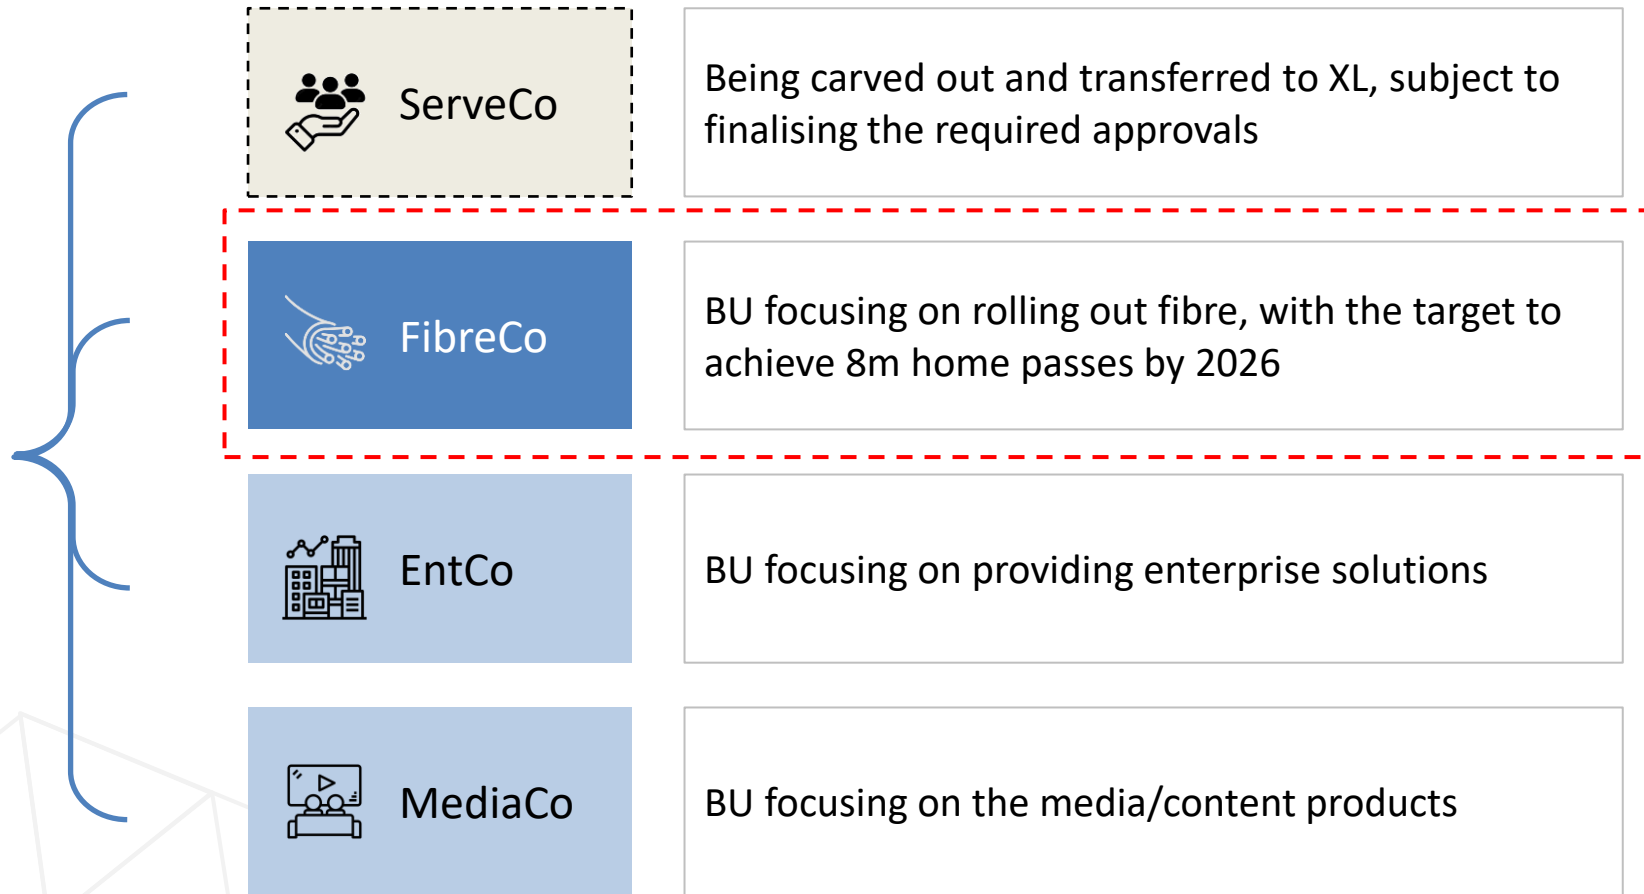 ServeCo
Being carved out and transferred to XL, subject to
finalising the required approvals
FibreCo
BU focusing on rolling out fibre, with the target to
achieve 8m home passes by 2026
EntCo
BU focusing on providing enterprise solutions
MediaCo
BU focusing on the media/content products